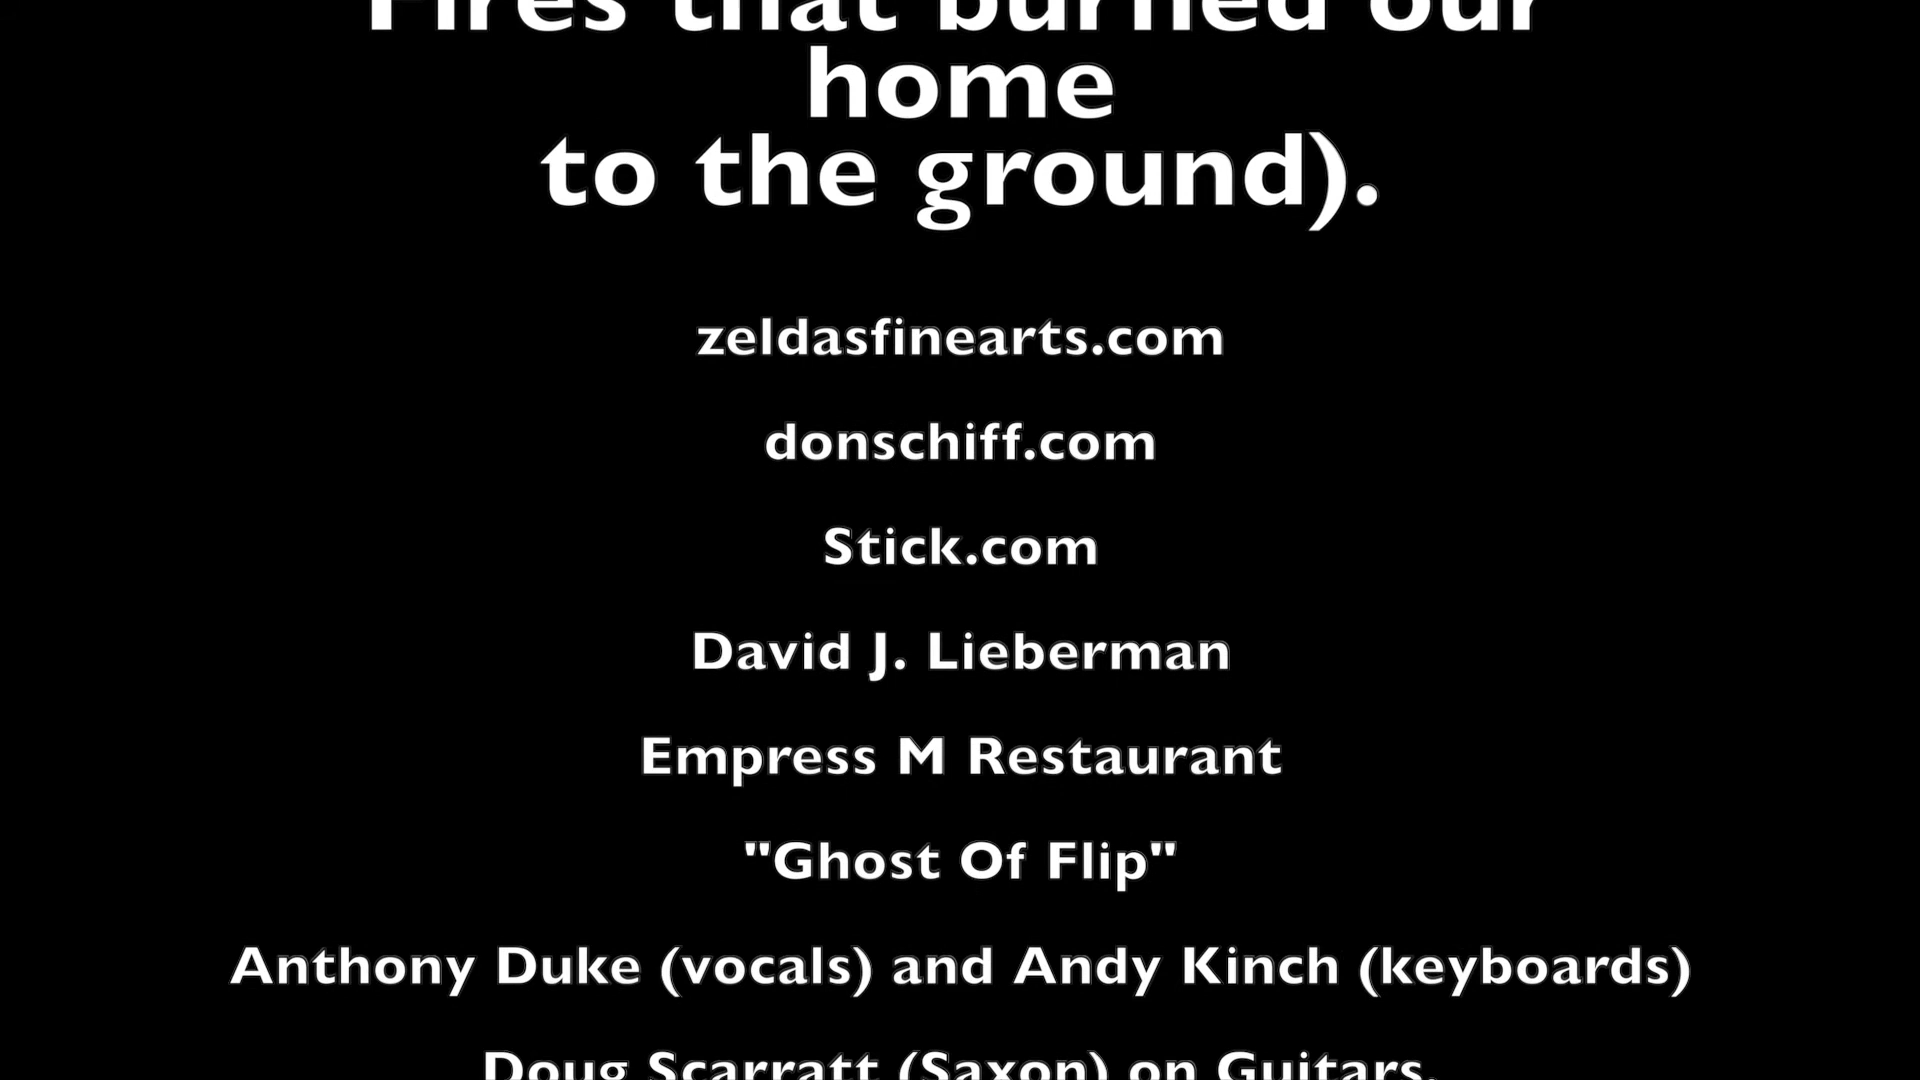 Fires that burned our
home
to the ground).
zeldasfinearts.com
donschiff.com
Stick.com
David J. Lieberman
Empress M Restaurant
"Ghost Of Flip"
Anthony Duke (vocals) and Andy Kinch (keyboards)
Doug Scarratt (Saxon) on Guitars.